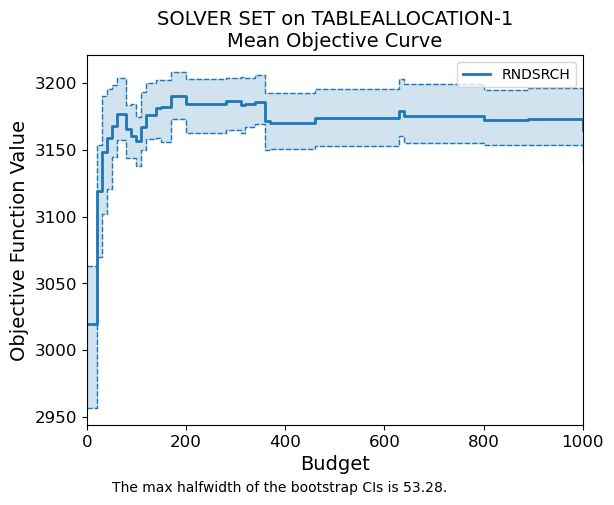 SOLVER SET on TABLEALLOCATION-1
Mean Objective Curve
RNDSRCH
Objective Function Value
3200
3150
3100
3050
3000
2950
0 200 400 600 800 1000
Budget
The max halfwidth of the bootstrap CIs is 53.28.